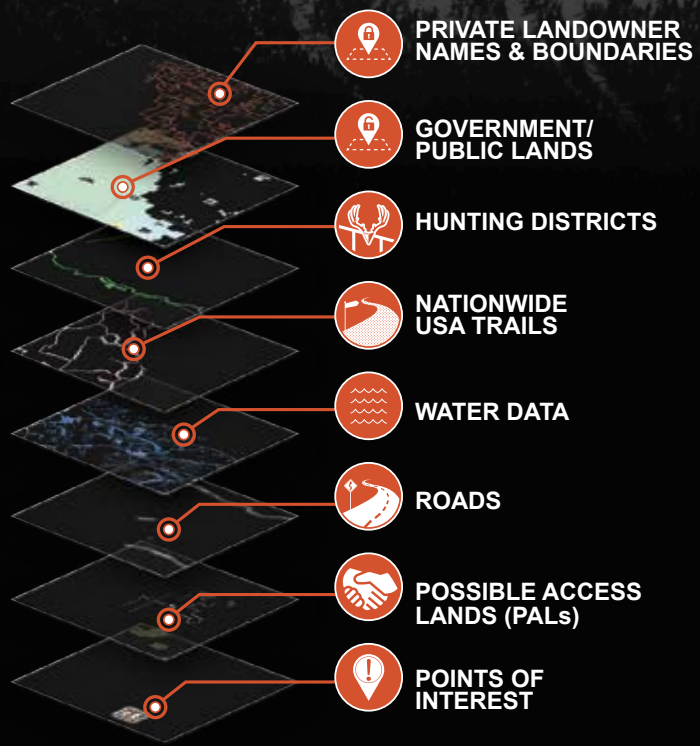 PRIVATE LANDOWNER
NAMES & BOUNDARIES
GOVERNMENT/
PUBLIC LANDS
HUNTING DISTRICTS
NATIONWIDE
USA TRAILS
WATER DATA
ROADS
POSSIBLE ACCESS
LANDS (PALs)
POINTS OF
INTEREST